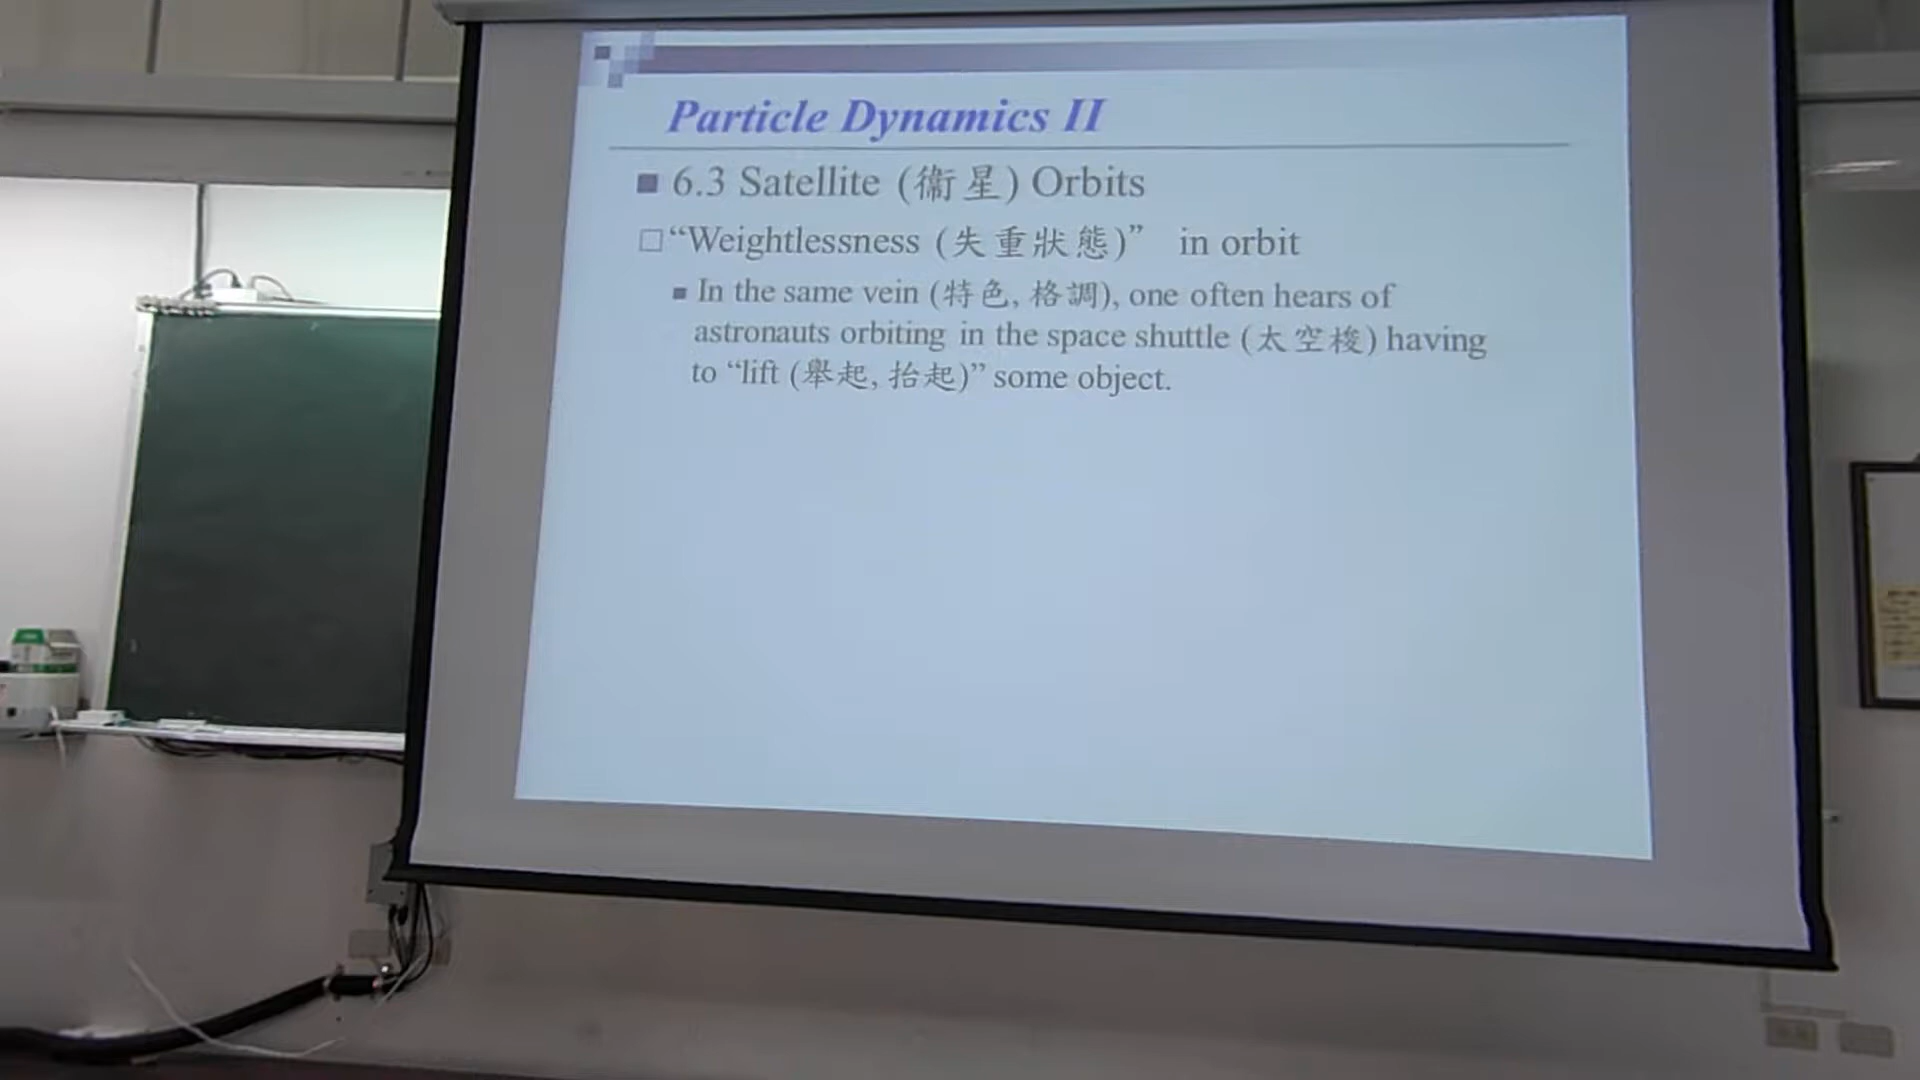 Particle Dynamics II
6.3 Satellite (衞星) Orbits
“Weightlessness (失重狀態)” in orbit
In the same vein (特色, 格調), one often hears of
astronauts orbiting in the space shuttle (太空梭) having
to “lift (舉起, 抬起)” some object.